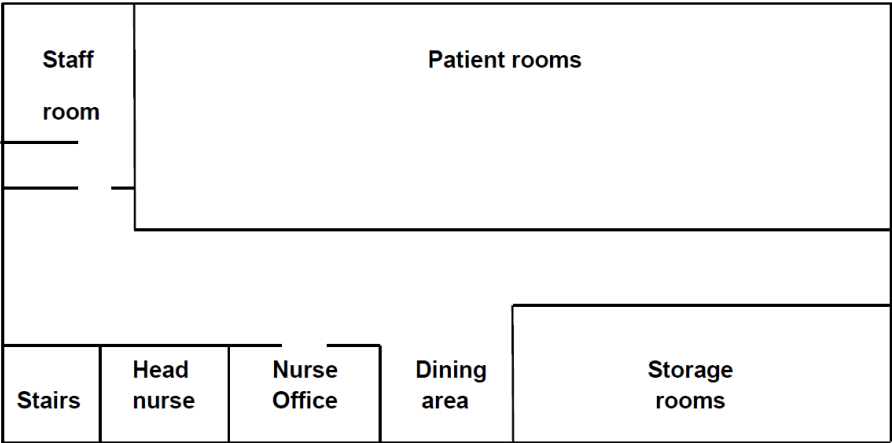 Staff
room
Patient rooms
Stairs
Head
nurse
Nurse
Office
Dining
area
Storage
rooms